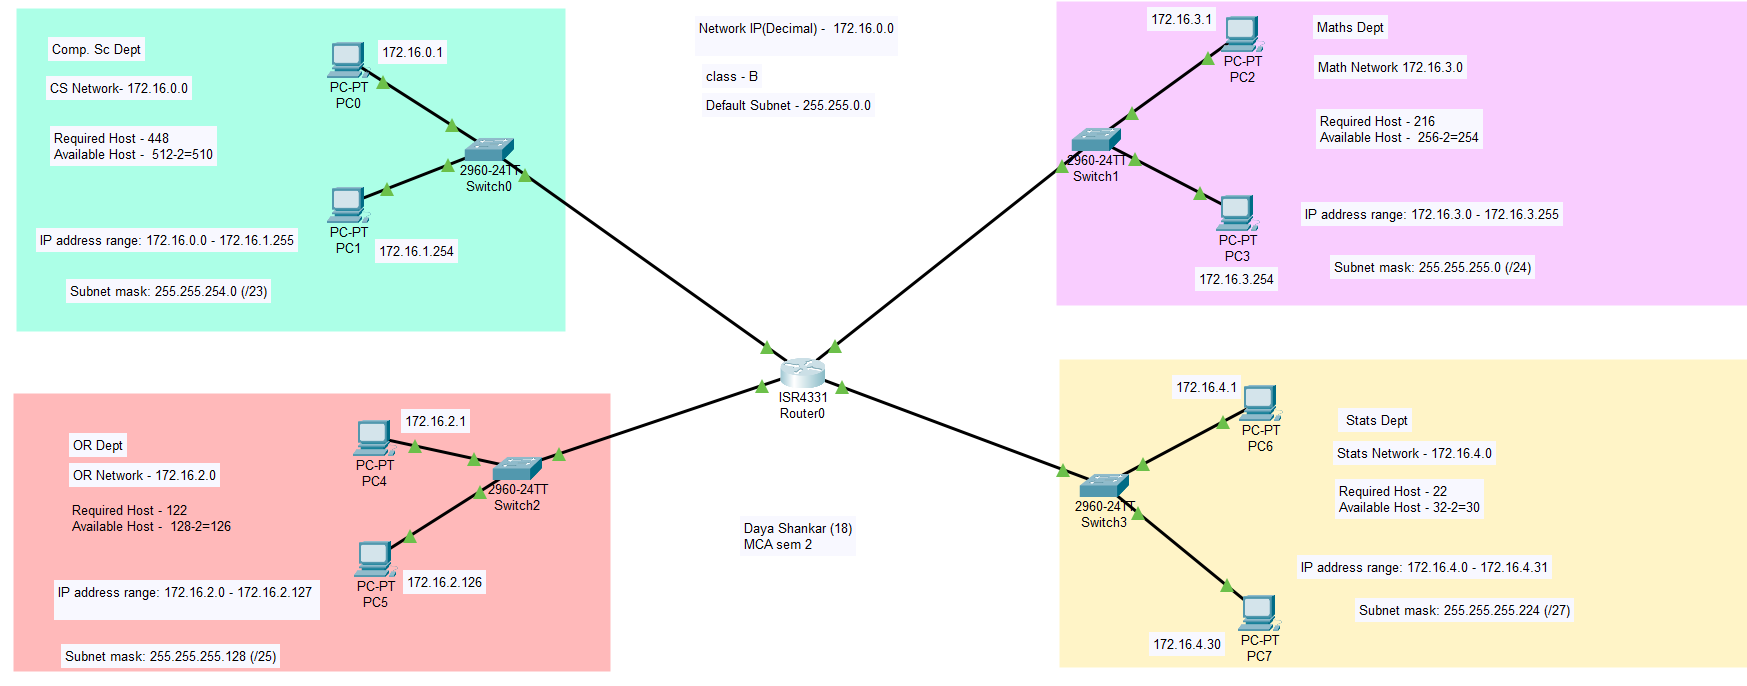 Comp. Sc Dept
CS Network- 172.16.0.0
Required Host - 448
Available Host -  512-2=510
IP address range: 172.16.0.0 - 172.16.1.255
Subnet mask: 255.255.254.0 (/23)
172.16.0.1
PC-PT
PC0
2960-24TT
Switch0
PC-PT
PC1
172.16.1.254
Network IP(Decimal) -  172.16.0.0
class - B
Default Subnet - 255.255.0.0
172.16.3.1
PC-PT
PC2
2960-24TT
Switch1
PC-PT
PC3
172.16.3.254
Maths Dept
Math Network 172.16.3.0
Required Host - 216
Available Host -  256-2=254
IP address range: 172.16.3.0 - 172.16.3.255
Subnet mask: 255.255.255.0 (/24)
ISR4331
Router0
OR Dept
OR Network - 172.16.2.0
Required Host - 122
Available Host -  128-2=126
IP address range: 172.16.2.0 - 172.16.2.127
Subnet mask: 255.255.255.128 (/25)
172.16.2.1
PC-PT
PC4
2960-24TT
Switch2
PC-PT
PC5
172.16.2.126
Daya Shankar (18)
MCA sem 2
172.16.4.1
PC-PT
PC6
2960-24TT
Switch3
172.16.4.30
PC-PT
PC7
Stats Dept
Stats Network - 172.16.4.0
Required Host - 22
Available Host - 32-2=30
IP address range: 172.16.4.0 - 172.16.4.31
Subnet mask: 255.255.255.224 (/27)